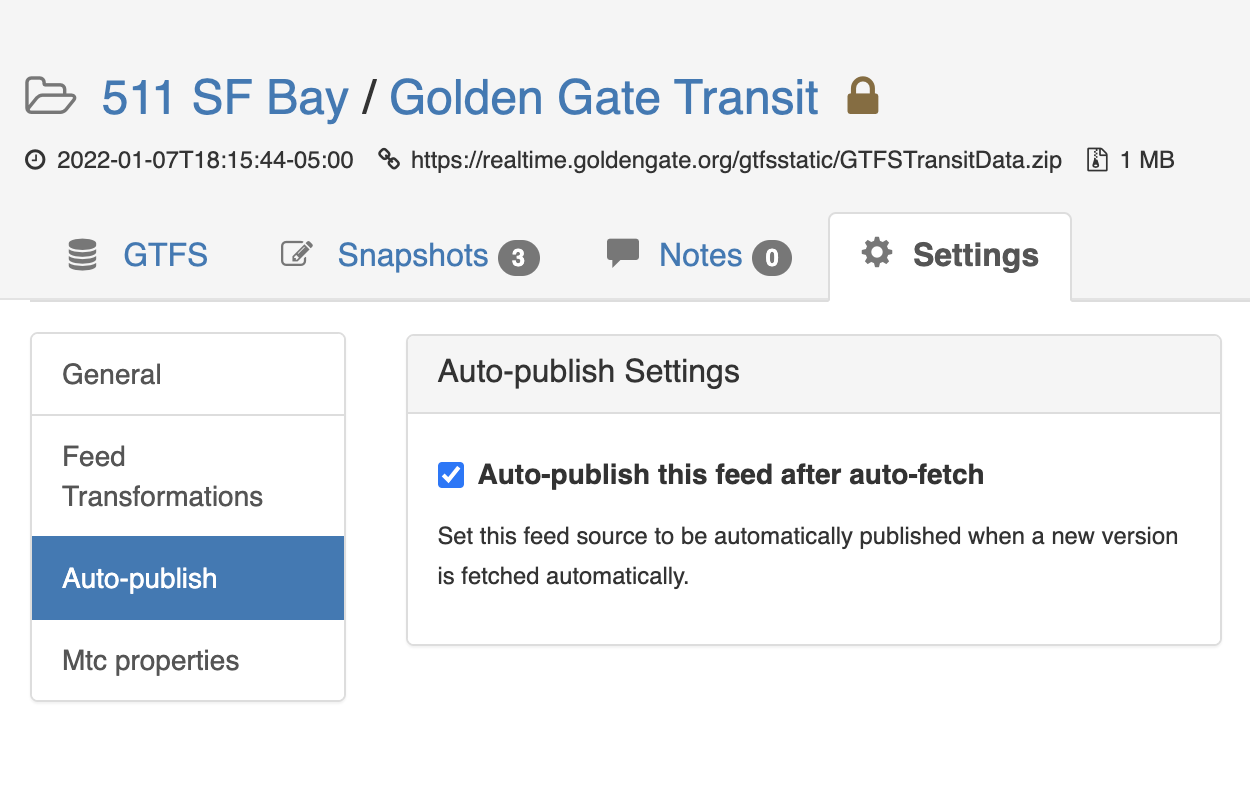 511 SF Bay / Golden Gate Transit
2022-01-07T18:15:44-05:00 https://realtime.goldengate.org/gtfsstatic/GTFSTransitData.zip 1 MB
GTFS Snapshots 3 Notes 0 Settings
General
Feed
Transformations
Auto-publish
Mtc properties
Auto-publish Settings
Auto-publish this feed after auto-fetch
Set this feed source to be automatically published when a new version
is fetched automatically.